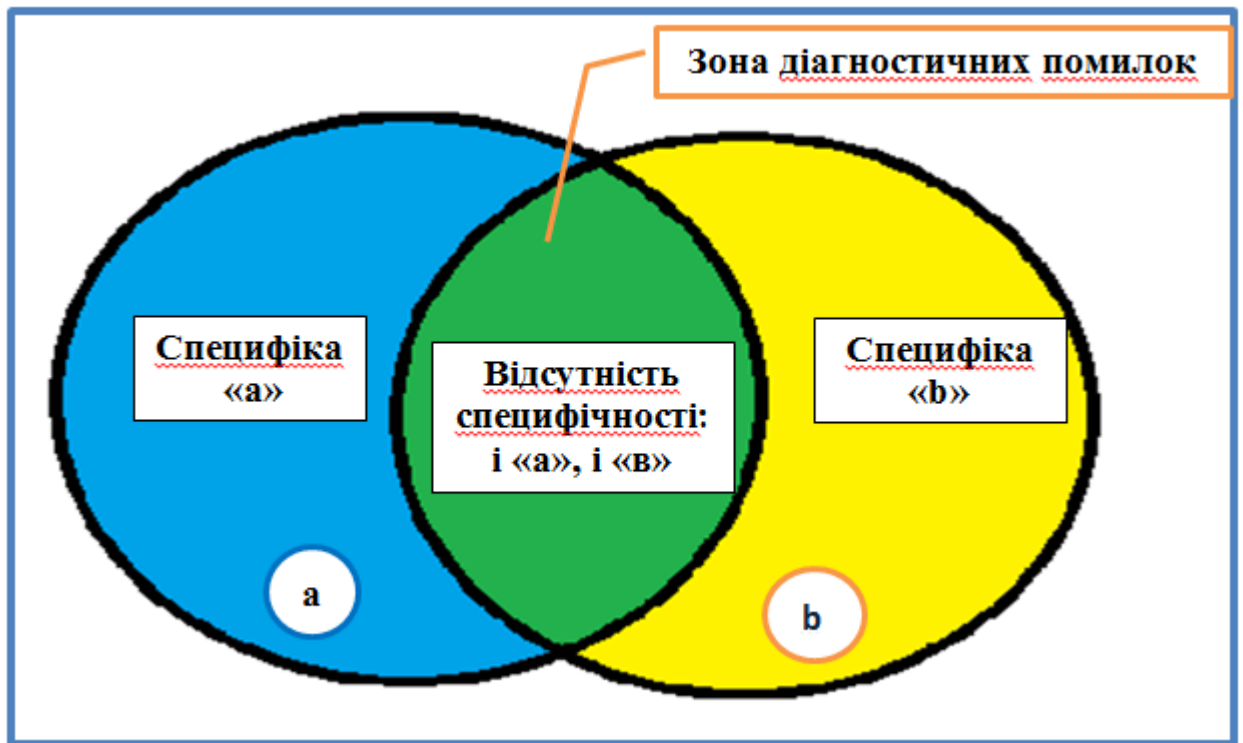 Зона діагностичних помилок
Специфіка
«а»
Відсутність
специфічності:
і «а», і «в»
Специфіка
«b»
а
b